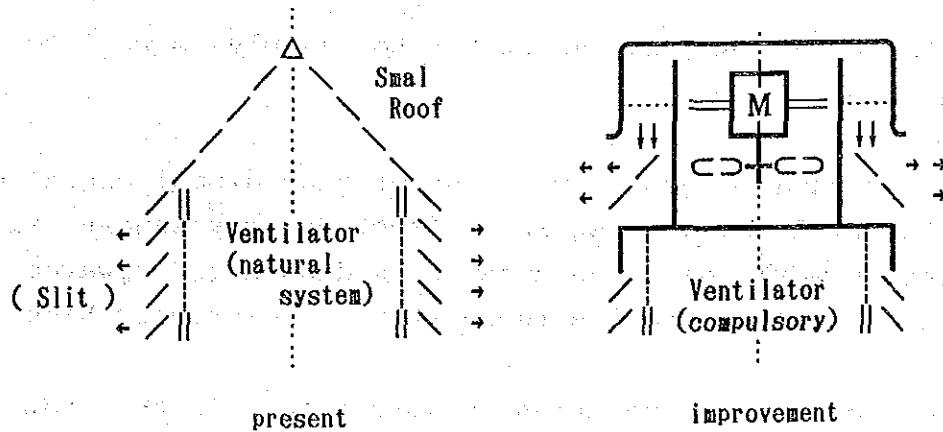 Smal
Roof
Ventilator
(natural
system)
( Slit )
present
M
Ventilator
(compulsory)
improvement